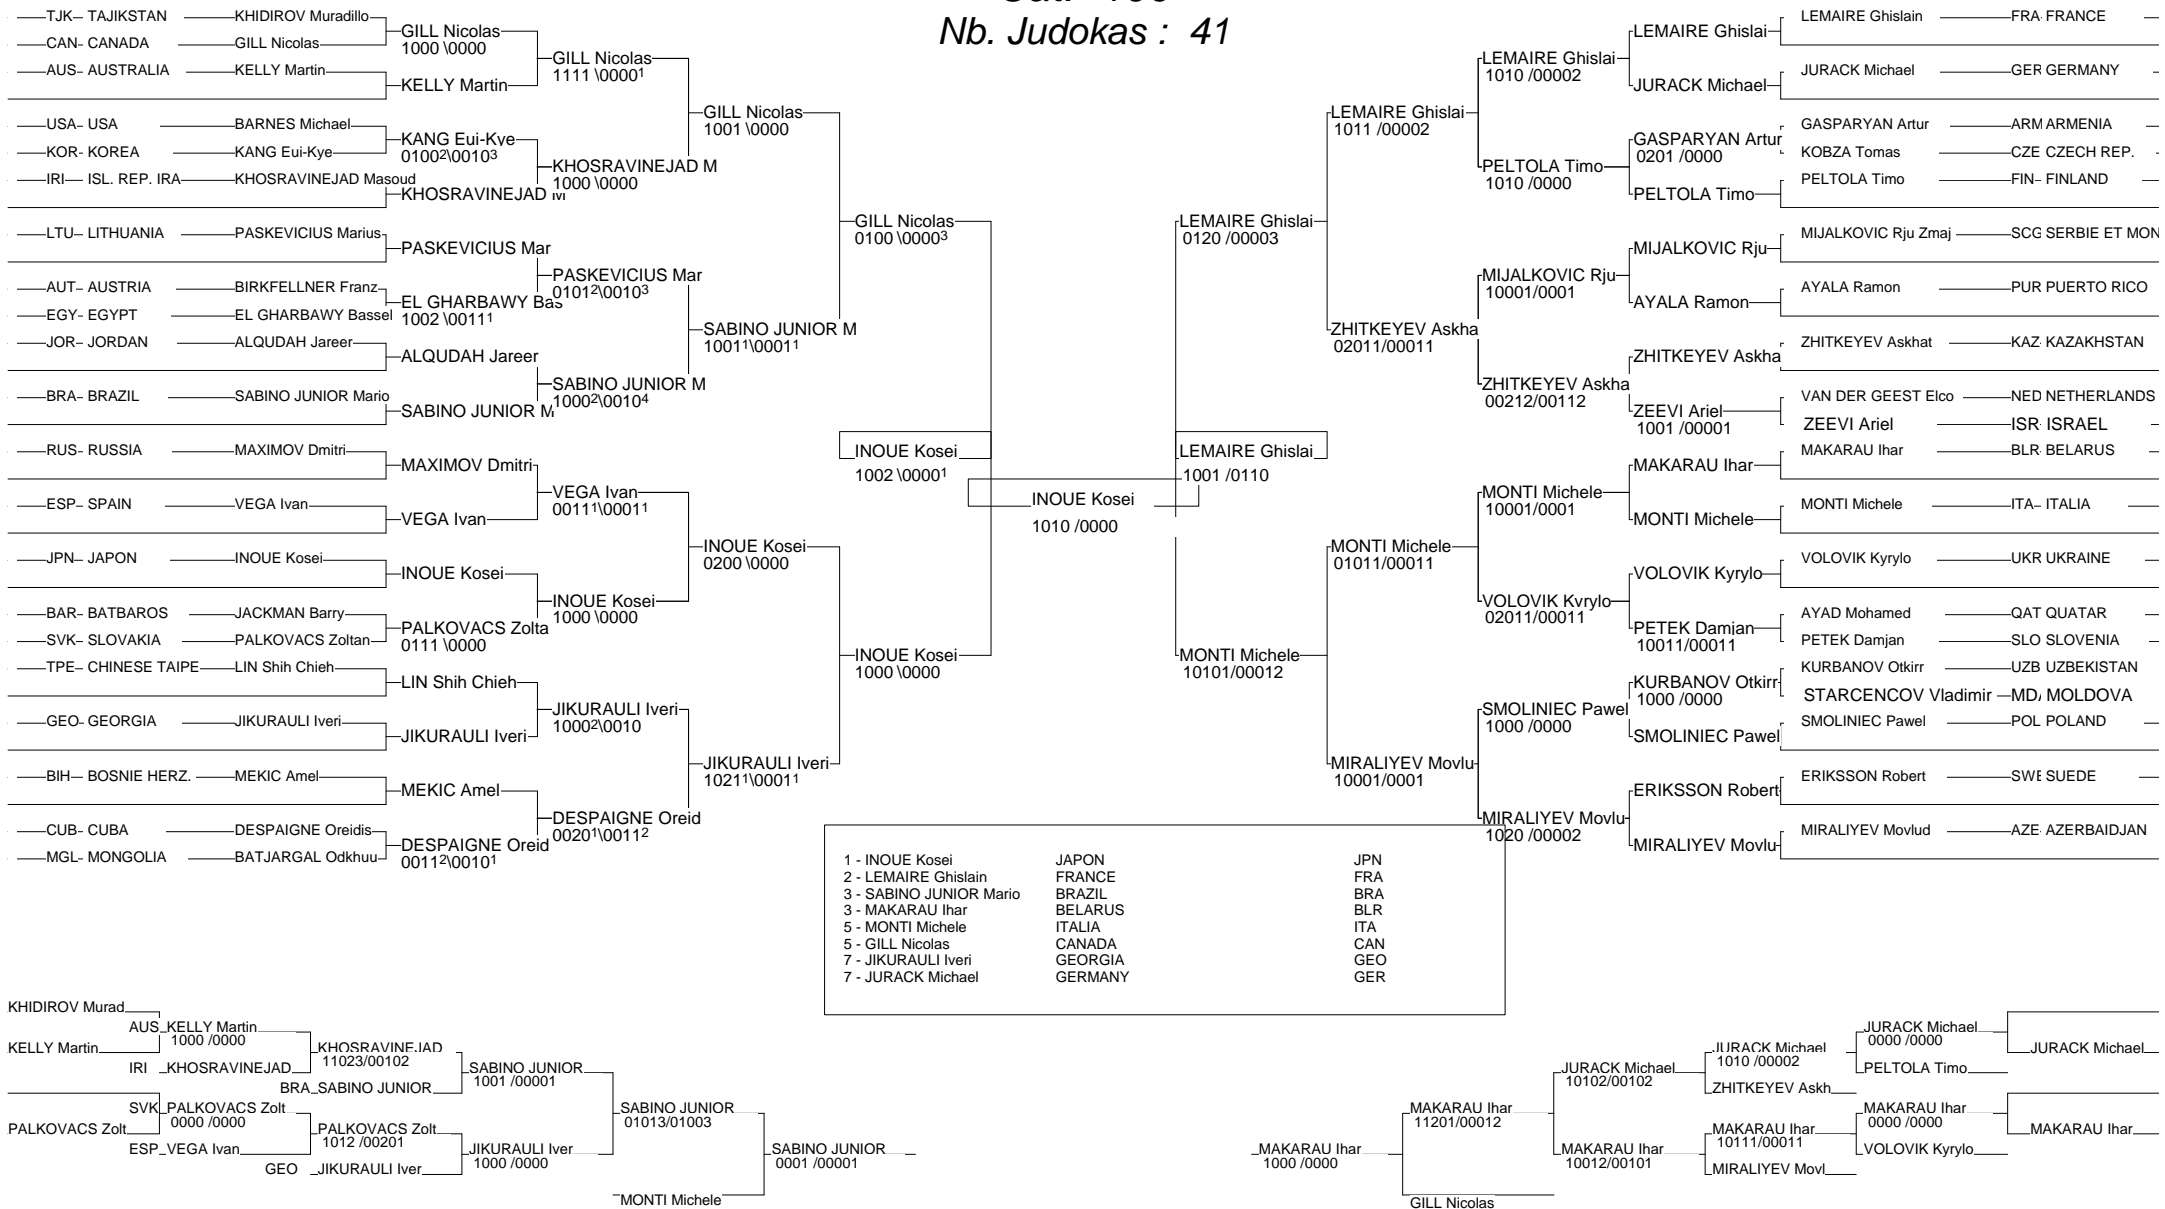 Nb. Judokas : 41
TJK TAJIKSTAN KHIDIROV Muradillo
CAN CANADA GILL Nicolas
AUS AUSTRALIA KELLY Martin
USA USA BARNES Michael
KOR KOREA KANG Eui-Kye
IRI ISL. REP. IRA KHOSRAVINEJAD Masoud
LTU LITHUANIA PASKEVICIUS Marius
AUT AUSTRIA BIRKFELLNER Franz
EGY EGYPT EL GHARBAWY Bassel
JOR JORDAN ALQUDAH Jareer
BRA BRAZIL SABINO JUNIOR Mario
RUS RUSSIA MAXIMOV Dmitri
ESP SPAIN VEGA Ivan
JPN JAPON INOUE Kosei
BAR BATBAROS JACKMAN Barry
SVK SLOVAKIA PALKOVACS Zoltan
TPE CHINESE TAIPE LIN Shih Chieh
GEO GEORGIA JIKURAULI Iveri
BIH BOSNIE HERZ. MEKIC Amel
CUB CUBA DESPAIGNE Oreidis
MGL MONGOLIA BATJARGAL Odkhuu
GILL Nicolas
1000 \0000
KELLY Martin
KANG Eui-Kye
0100² \0010³
KHOSRAVINEJAD M
PASKEVICIUS Mar
EL GHARBAWY Bas
1002 \0011¹
ALQUDAH Jareer
SABINO JUNIOR M
MAXIMOV Dmitri
VEGA Ivan
INOUE Kosei
PALKOVACS Zolta
0111 \0000
LIN Shih Chieh
JIKURAULI Iveri
MEKIC Amel
DESPAIGNE Oreid
0011²\0010¹
GILL Nicolas
1111 \0000¹
KHOSRAVINEJAD M
1000 \0000
PASKEVICIUS Mar
0101²\0010³
SABINO JUNIOR M
1000²\0010⁴
VEGA Ivan
0011¹\0001¹
INOUE Kosei
1000 \0000
JIKURAULI Iveri
1000²\0010
DESPAIGNE Oreid
0020¹\0011²
GILL Nicolas
1001 \0000
SABINO JUNIOR M
1001¹\0001¹
INOUE Kosei
0200 \0000
JIKURAULI Iveri
1021¹\0001¹
GILL Nicolas
0100 \0000³
INOUE Kosei
1000 \0000
INOUE Kosei
1002 \0000¹
INOUE Kosei
1010 /0000
LEMAIRE Ghislai
1001 /0110
LEMAIRE Ghislai
0120 /00003
MONTI Michele
10101/00012
LEMAIRE Ghislai
1011 /00002
ZHITKEYEV Askha
02011/00011
MONTI Michele
01011/00011
MIRALIYEV Movlu
10001/0001
LEMAIRE Ghislai
1010 /00002
PELTOLA Timo
1010 /0000
MIJALKOVIC Rju
10001/0001
ZHITKEYEV Askha
00212/00112
MONTI Michele
10001/0001
VOLOVIK Kyrylo
02011/00011
SMOLINIEC Pawel
1000 /0000
MIRALIYEV Movlu
1020 /00002
LEMAIRE Ghislai
JURACK Michael
GASPARYAN Artur
0201 /0000
PELTOLA Timo
MIJALKOVIC Rju
AYALA Ramon
ZHITKEYEV Askha
ZEEVI Ariel
1001 /00001
MAKARAU Ihar
MONTI Michele
VOLOVIK Kyrylo
PETEK Damjan
10011/00011
KURBANOV Otkirr
1000 /0000
SMOLINIEC Pawel
ERIKSSON Robert
MIRALIYEV Movlu
LEMAIRE Ghislain FRA FRANCE
JURACK Michael GER GERMANY
GASPARYAN Artur ARM ARMENIA
KOBZA Tomas CZE CZECH REP.
PELTOLA Timo FIN FINLAND
MIJALKOVIC Rju Zmaj SCG SERBIE ET MON
AYALA Ramon PUR PUERTO RICO
ZHITKEYEV Askhat KAZ KAZAKHSTAN
VAN DER GEEST Elco NED NETHERLANDS
ZEEVI Ariel ISR ISRAEL
MAKARAU Ihar BLR BELARUS
MONTI Michele ITA ITALIA
VOLOVIK Kyrylo UKR UKRAINE
AYAD Mohamed QAT QUATAR
PETEK Damjan SLO SLOVENIA
KURBANOV Otkirr UZB UZBEKISTAN
STARCENCOV Vladimir MDA MOLDOVA
SMOLINIEC Pawel POL POLAND
ERIKSSON Robert SWE SUEDE
MIRALIYEV Movlud AZE AZERBAIDJAN
1 - INOUE Kosei JAPON JPN
2 - LEMAIRE Ghislain FRANCE FRA
3 - SABINO JUNIOR Mario BRAZIL BRA
3 - MAKARAU Ihar BELARUS BLR
5 - MONTI Michele ITALIA ITA
5 - GILL Nicolas CANADA CAN
7 - JIKURAULI Iveri GEORGIA GEO
7 - JURACK Michael GERMANY GER
KHIDIROV Murad
KELLY Martin
PALKOVACS Zolt
AUS KELLY Martin
1000 /0000
IRI KHOSRAVINEJAD
SVK PALKOVACS Zolt
0000 /0000
ESP VEGA Ivan
KHOSRAVINEJAD
11023/00102
BRA SABINO JUNIOR
PALKOVACS Zolt
1012 /00201
GEO JIKURAULI Iver
SABINO JUNIOR
1001 /00001
JIKURAULI Iver
1000 /0000
SABINO JUNIOR
01013/01003
MONTI Michele
SABINO JUNIOR
0001 /00001
MAKARAU Ihar
1000 /0000
MAKARAU Ihar
11201/00012
GILL Nicolas
JURACK Michael
10102/00102
MAKARAU Ihar
10012/00101
JURACK Michael
1010 /00002
ZHITKEYEV Askh
MAKARAU Ihar
10111/00011
MIRALIYEV Movl
JURACK Michael
0000 /0000
PELTOLA Timo
MAKARAU Ihar
0000 /0000
VOLOVIK Kyrylo
JURACK Michael
MAKARAU Ihar